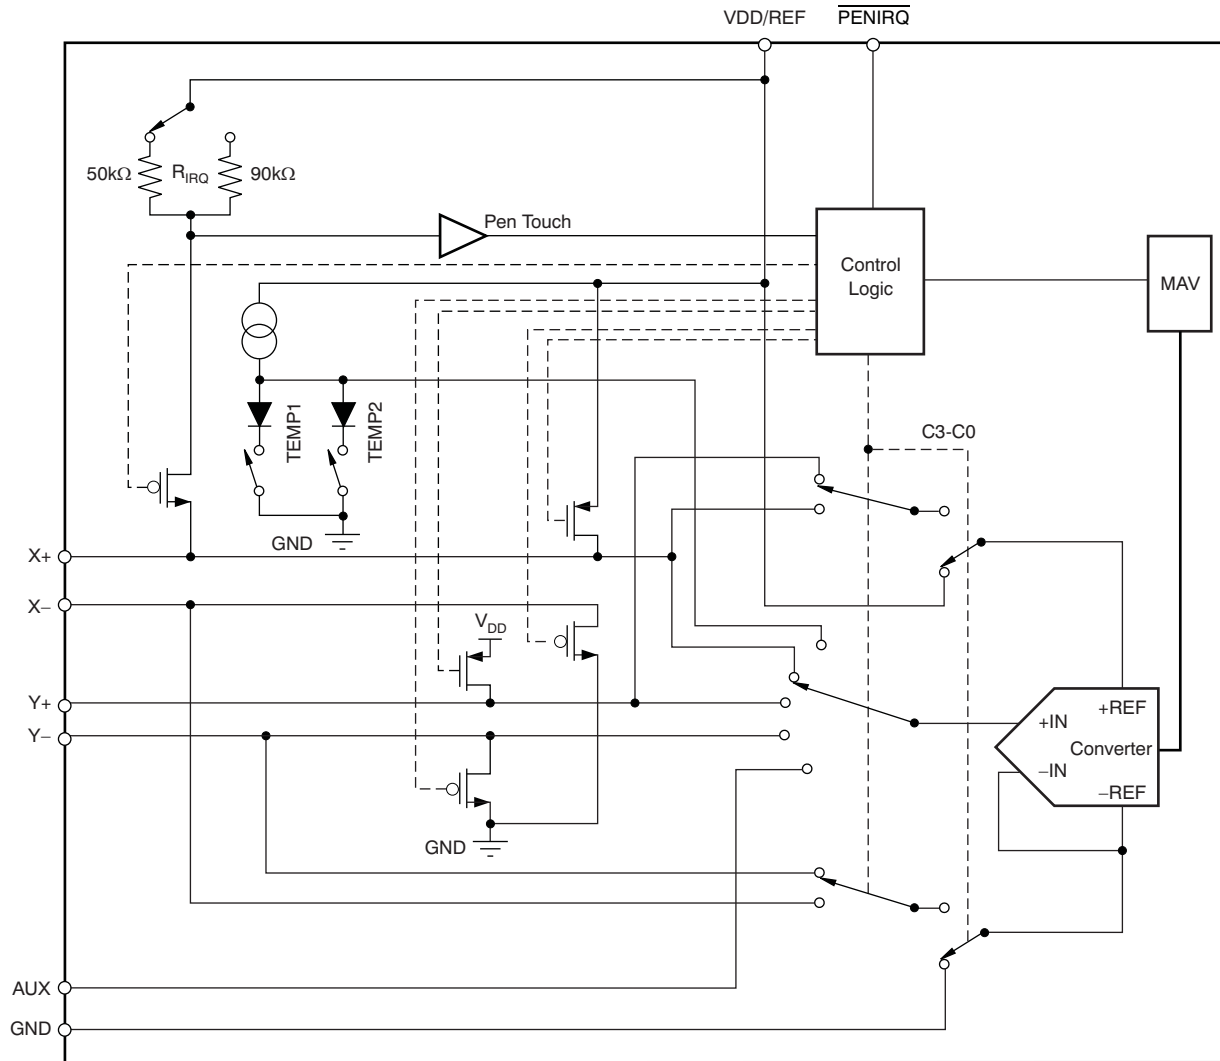 VDD/REF
PENIRQ
50kΩ
RIRQ
90kΩ
Pen Touch
Control
Logic
MAV
TEMP1
TEMP2
C3-C0
GND
X+
X−
VDD
Y+
Y−
+IN
+REF
Converter
−IN
−REF
GND
AUX
GND